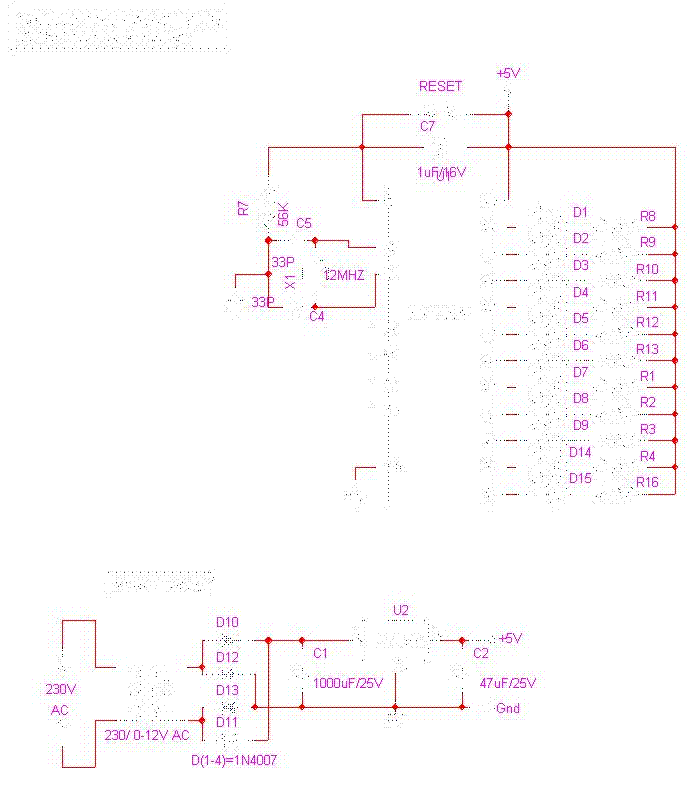 +5V
RESET
C7
1uF/16V
U1
R7
56K
C5
33P
X1
12MHZ
33P
C4
D1
R8
D2
R9
D3
R10
D4
R11
D5
R12
D6
R13
D7
R1
D8
R2
D9
R3
D14
R4
D15
R16
D10
D12
D13
D11
230V
AC
230/ 0-12V AC
D(1-4)=1N4007
C1
1000uF/25V
U2
+5V
C2
47uF/25V
Gnd